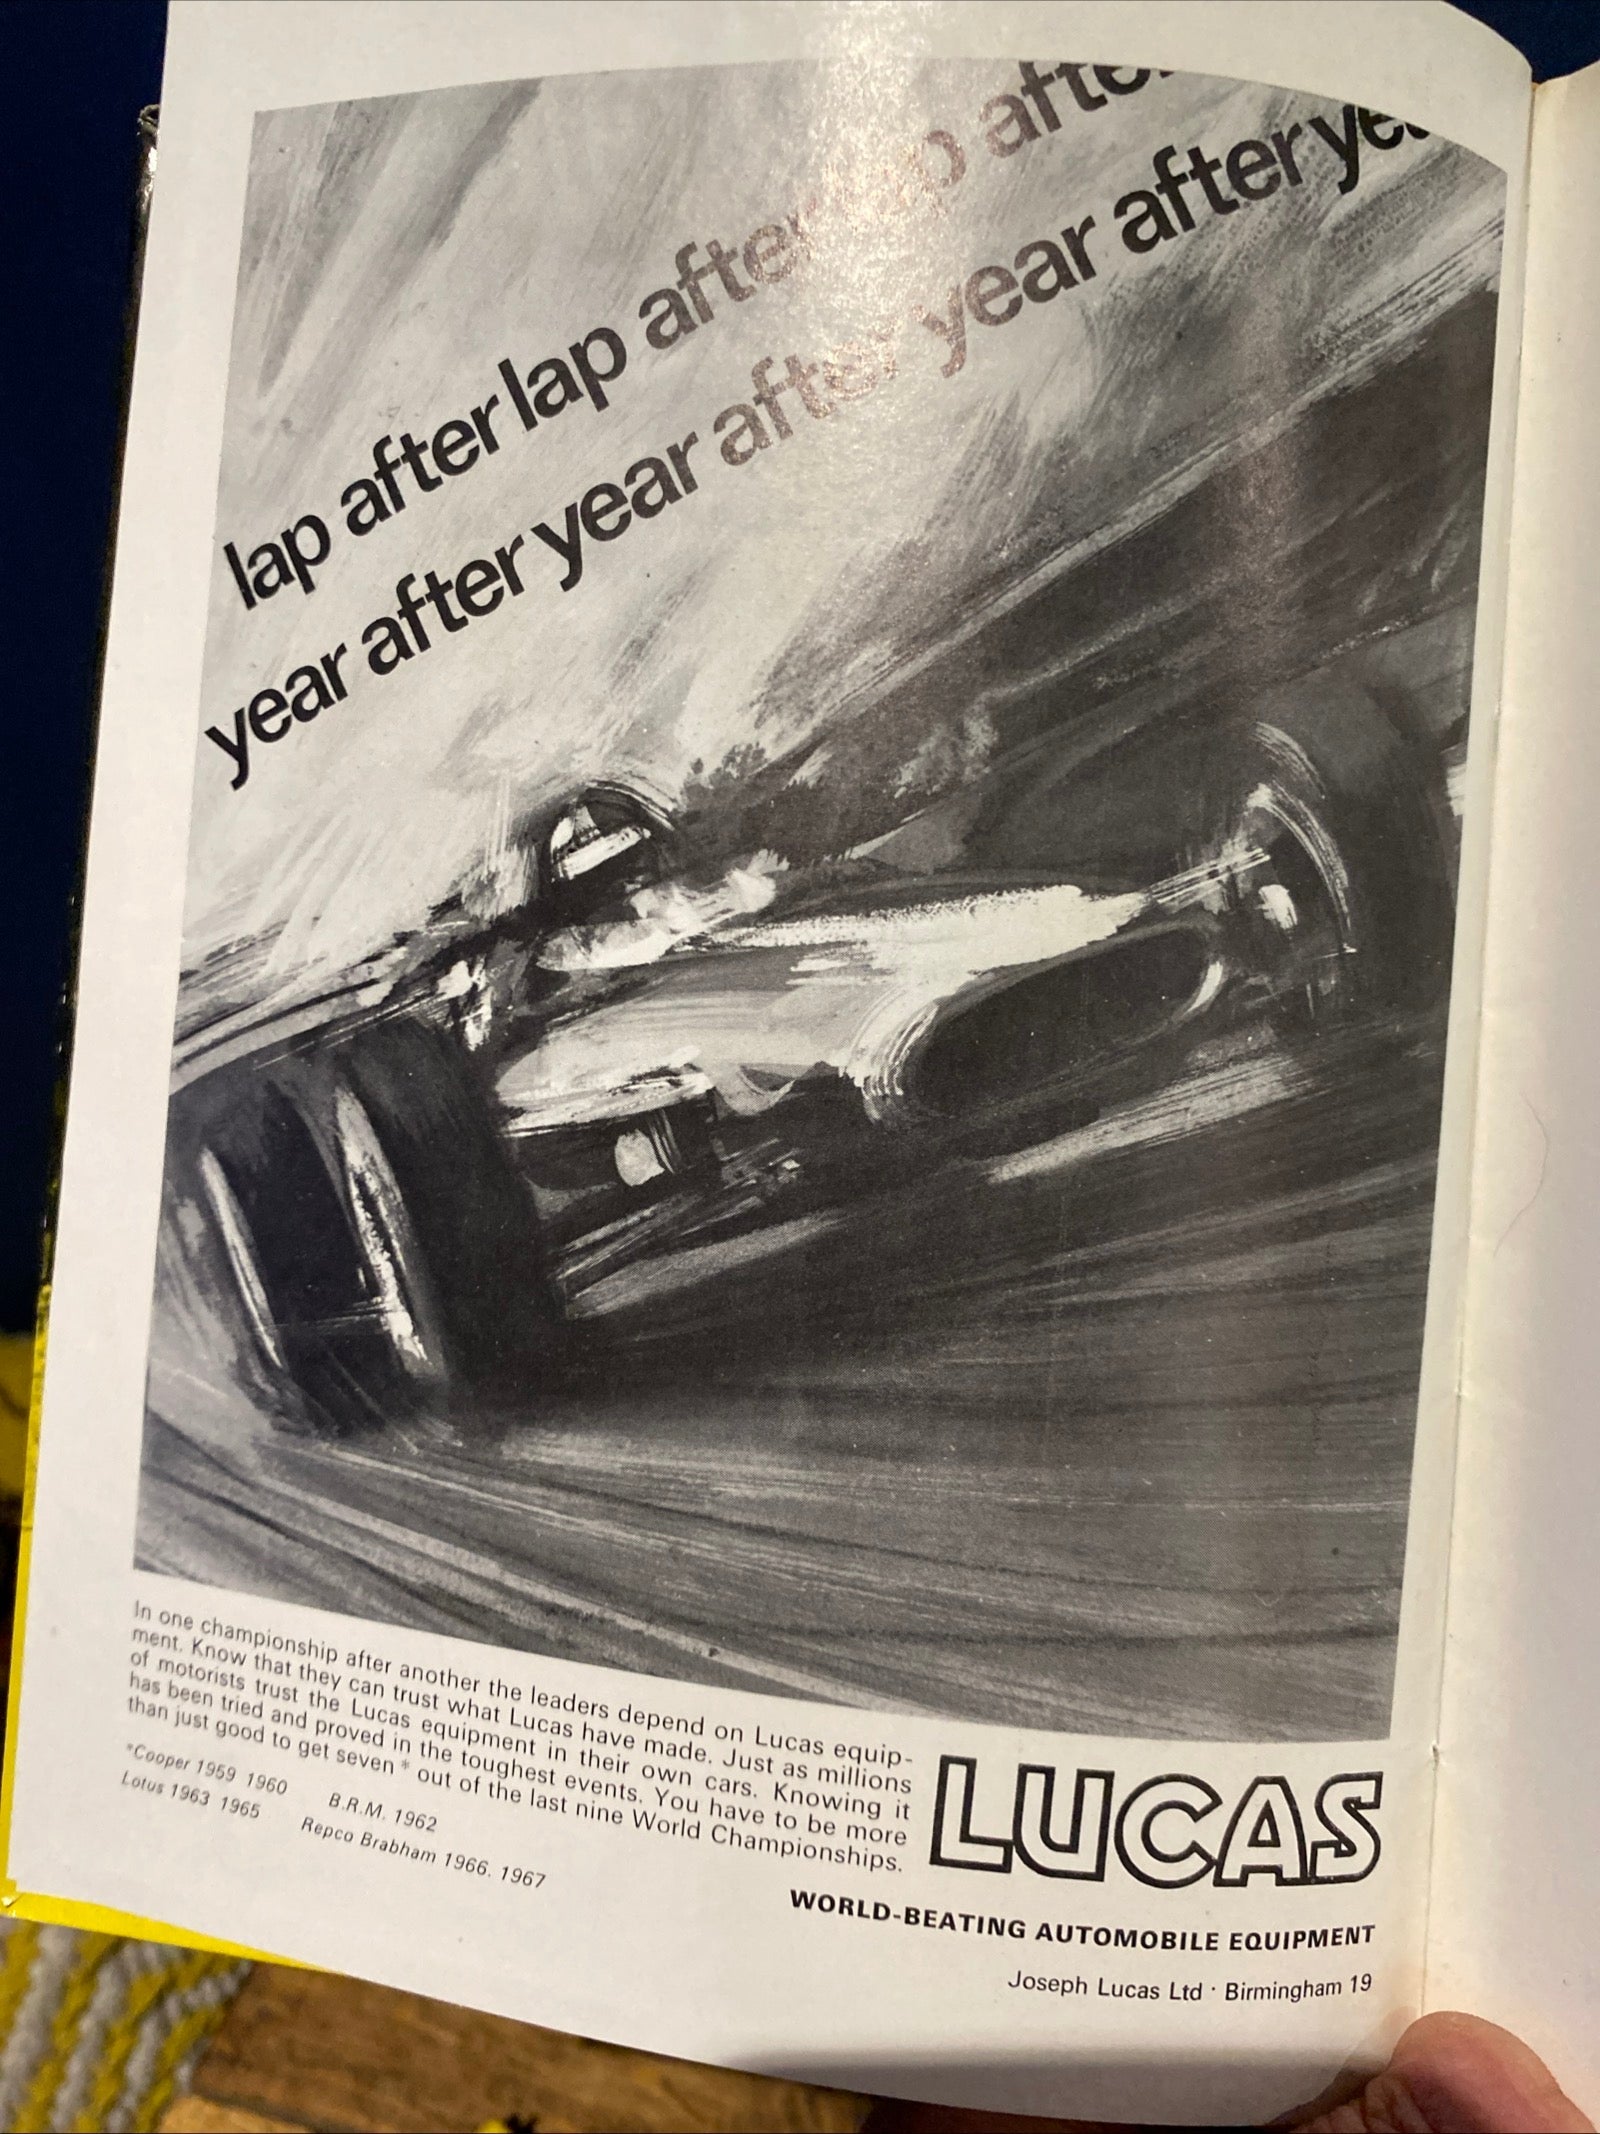 lap after lap after lap after
year after year after year after
In one championship after another the leaders depend on Lucas equip-
ment. Know that they can trust what Lucas have made. Just as millions
of motorists trust the Lucas equipment in their own cars. Knowing it
has been tried and proved in the toughest events. You have to be more
than just good to get seven* out of the last nine World Championships.
*Cooper 1959 1960 B.R.M. 1962
Lotus 1963 1965 Repco Brabham 1966. 1967
LUCAS
WORLD-BEATING AUTOMOBILE EQUIPMENT
Joseph Lucas Ltd · Birmingham 19